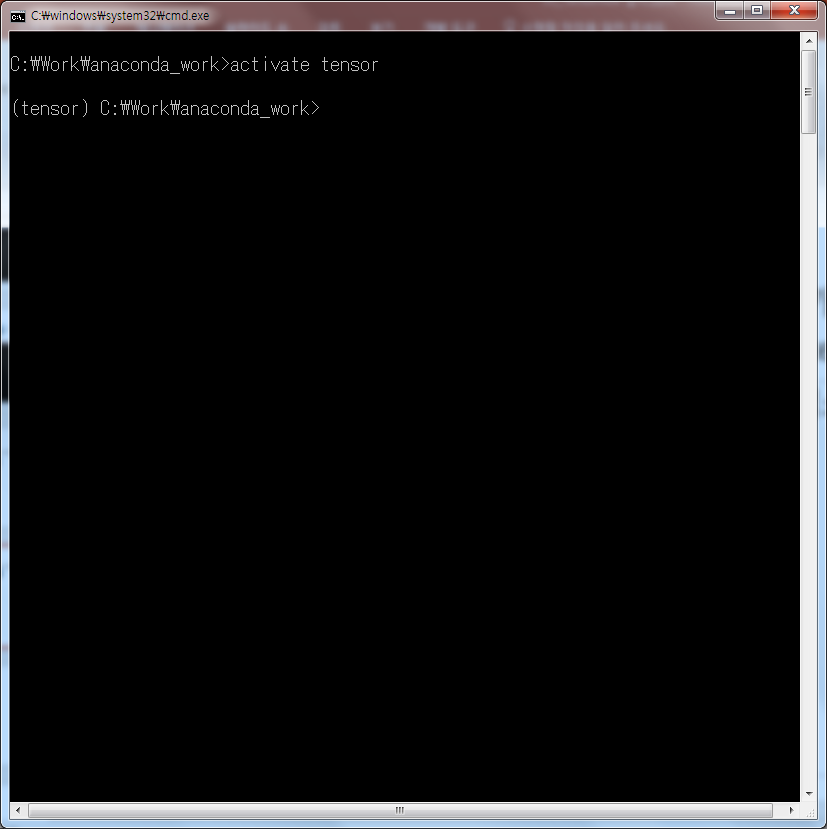 C:₩windows₩system32₩cmd.exe
C:₩Work₩anaconda_work>activate tensor
(tensor) C:₩Work₩anaconda_work>